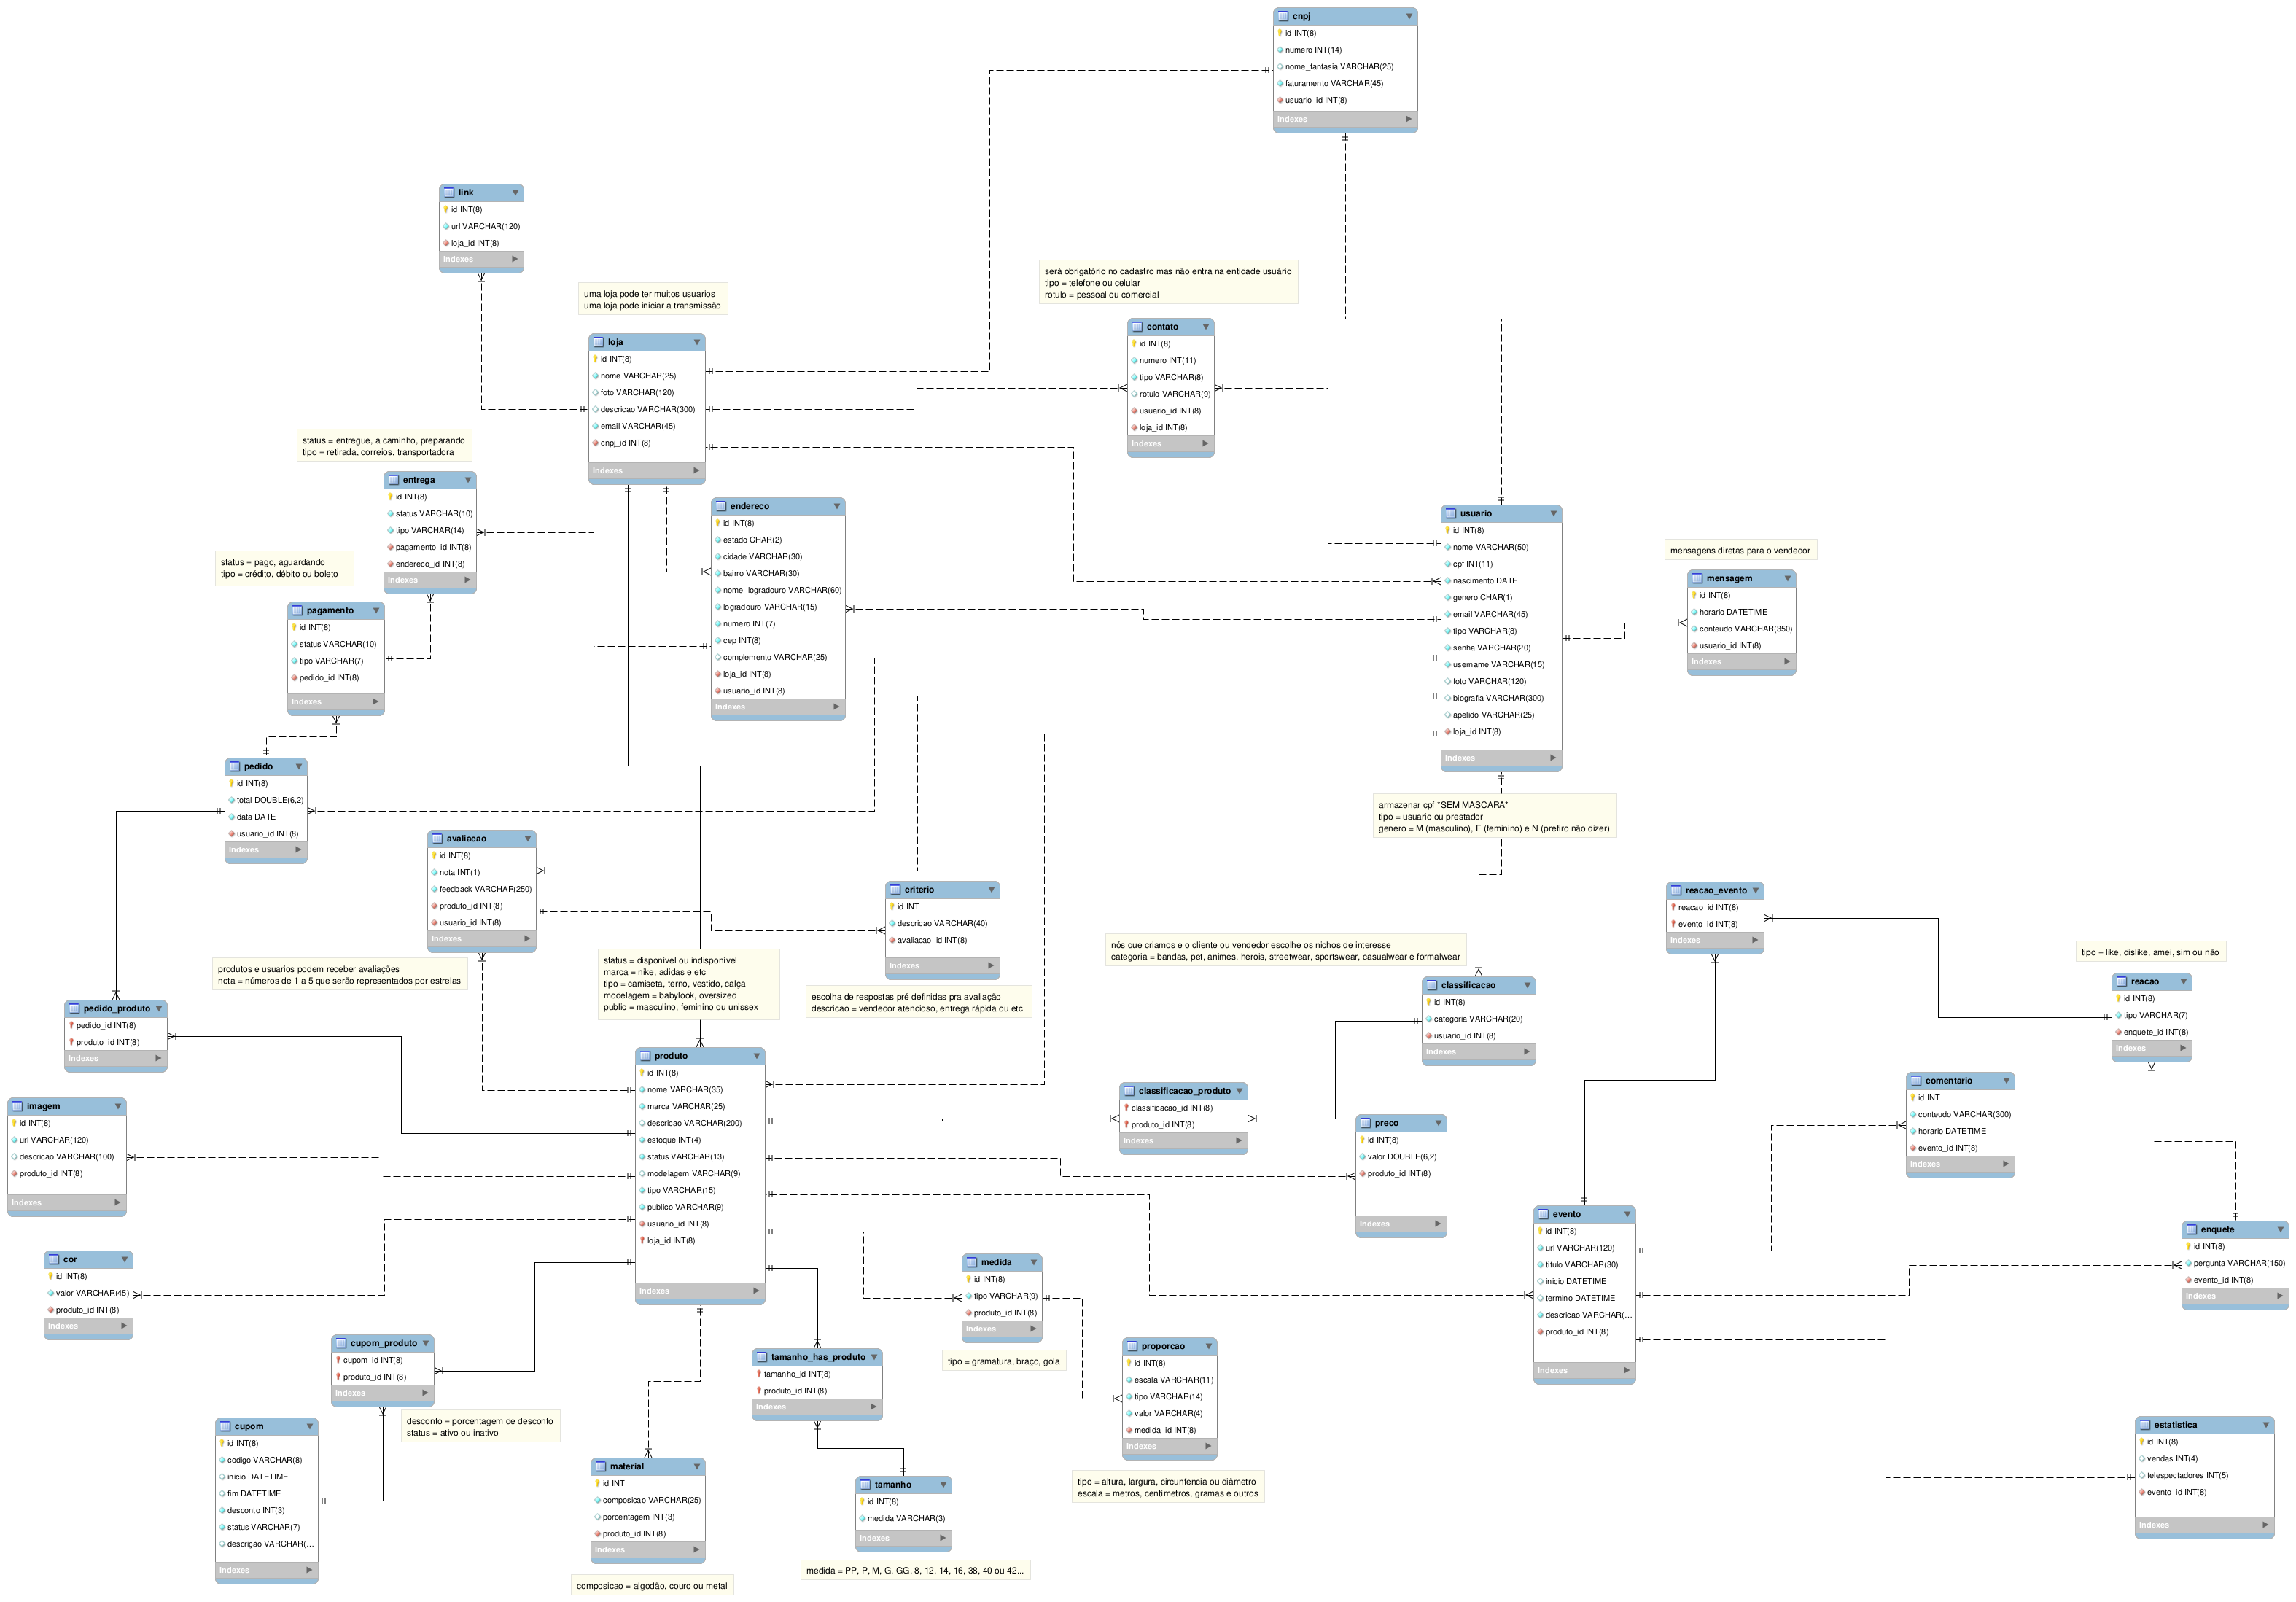 cnpj
id INT(8)
numero INT(14)
nome_fantasia VARCHAR(25)
faturamento VARCHAR(45)
usuario_id INT(8)
Indexes
link
id INT(8)
url VARCHAR(120)
loja_id INT(8)
Indexes
uma loja pode ter muitos usuarios
uma loja pode iniciar a transmissão
será obrigatório no cadastro mas não entra na entidade usuário
tipo = telefone ou celular
rotulo = pessoal ou comercial
loja
id INT(8)
nome VARCHAR(25)
foto VARCHAR(120)
descricao VARCHAR(300)
email VARCHAR(45)
cnpj_id INT(8)
Indexes
contato
id INT(8)
numero INT(11)
tipo VARCHAR(8)
rotulo VARCHAR(9)
usuario_id INT(8)
loja_id INT(8)
Indexes
status = entregue, a caminho, preparando
tipo = retirada, correios, transportadora
entrega
id INT(8)
status VARCHAR(10)
tipo VARCHAR(14)
pagamento_id INT(8)
endereco_id INT(8)
Indexes
endereco
id INT(8)
estado CHAR(2)
cidade VARCHAR(30)
bairro VARCHAR(30)
nome_logradouro VARCHAR(60)
logradouro VARCHAR(15)
numero INT(7)
cep INT(8)
complemento VARCHAR(25)
loja_id INT(8)
usuario_id INT(8)
Indexes
usuario
id INT(8)
nome VARCHAR(50)
cpf INT(11)
nascimento DATE
genero CHAR(1)
email VARCHAR(45)
tipo VARCHAR(8)
senha VARCHAR(20)
username VARCHAR(15)
foto VARCHAR(120)
biografia VARCHAR(300)
apelido VARCHAR(25)
loja_id INT(8)
Indexes
mensagens diretas para o vendedor
mensagem
id INT(8)
horario DATETIME
conteudo VARCHAR(350)
usuario_id INT(8)
Indexes
status = pago, aguardando
tipo = crédito, débito ou boleto
pagamento
id INT(8)
status VARCHAR(10)
tipo VARCHAR(7)
pedido_id INT(8)
Indexes
pedido
id INT(8)
total DOUBLE(6,2)
data DATE
usuario_id INT(8)
Indexes
armazenar cpf *SEM MASCARA*
tipo = usuario ou prestador
genero = M (masculino), F (feminino) e N (prefiro não dizer)
avaliacao
id INT(8)
nota INT(1)
feedback VARCHAR(250)
produto_id INT(8)
usuario_id INT(8)
Indexes
criterio
id INT
descricao VARCHAR(40)
avaliacao_id INT(8)
Indexes
reacao_evento
reacao_id INT(8)
evento_id INT(8)
Indexes
produtos e usuarios podem receber avaliações
nota = números de 1 a 5 que serão representados por estrelas
status = disponível ou indisponível
marca = nike, adidas e etc
tipo = camiseta, terno, vestido, calça
modelagem = babylook, oversized
public = masculino, feminino ou unissex
escolha de respostas pré definidas pra avaliação
descricao = vendedor atencioso, entrega rápida ou etc
nós que criamos e o cliente ou vendedor escolhe os nichos de interesse
categoria = bandas, pet, animes, herois, streetwear, sportswear, casualwear e formalwear
tipo = like, dislike, amei, sim ou não
classificacao
id INT(8)
categoria VARCHAR(20)
usuario_id INT(8)
Indexes
reacao
id INT(8)
tipo VARCHAR(7)
enquete_id INT(8)
Indexes
pedido_produto
pedido_id INT(8)
produto_id INT(8)
Indexes
produto
id INT(8)
nome VARCHAR(35)
marca VARCHAR(25)
descricao VARCHAR(200)
estoque INT(4)
status VARCHAR(13)
modelagem VARCHAR(9)
tipo VARCHAR(15)
publico VARCHAR(9)
usuario_id INT(8)
loja_id INT(8)
Indexes
classificacao_produto
classificacao_id INT(8)
produto_id INT(8)
Indexes
comentario
id INT
conteudo VARCHAR(300)
horario DATETIME
evento_id INT(8)
Indexes
imagem
id INT(8)
url VARCHAR(120)
descricao VARCHAR(100)
produto_id INT(8)
Indexes
preco
id INT(8)
valor DOUBLE(6,2)
produto_id INT(8)
Indexes
evento
id INT(8)
url VARCHAR(120)
titulo VARCHAR(30)
inicio DATETIME
termino DATETIME
descricao VARCHAR(...
produto_id INT(8)
Indexes
enquete
id INT(8)
pergunta VARCHAR(150)
evento_id INT(8)
Indexes
cor
id INT(8)
valor VARCHAR(45)
produto_id INT(8)
Indexes
medida
id INT(8)
tipo VARCHAR(9)
produto_id INT(8)
Indexes
tipo = gramatura, braço, gola
cupom_produto
cupom_id INT(8)
produto_id INT(8)
Indexes
tamanho_has_produto
tamanho_id INT(8)
produto_id INT(8)
Indexes
proporcao
id INT(8)
escala VARCHAR(11)
tipo VARCHAR(14)
valor VARCHAR(4)
medida_id INT(8)
Indexes
desconto = porcentagem de desconto
status = ativo ou inativo
cupom
id INT(8)
codigo VARCHAR(8)
inicio DATETIME
fim DATETIME
desconto INT(3)
status VARCHAR(7)
descrição VARCHAR(...
Indexes
estatistica
id INT(8)
vendas INT(4)
telespectadores INT(5)
evento_id INT(8)
Indexes
material
id INT
composicao VARCHAR(25)
porcentagem INT(3)
produto_id INT(8)
Indexes
tamanho
id INT(8)
medida VARCHAR(3)
Indexes
tipo = altura, largura, circunfencia ou diâmetro
escala = metros, centímetros, gramas e outros
medida = PP, P, M, G, GG, 8, 12, 14, 16, 38, 40 ou 42...
composicao = algodão, couro ou metal